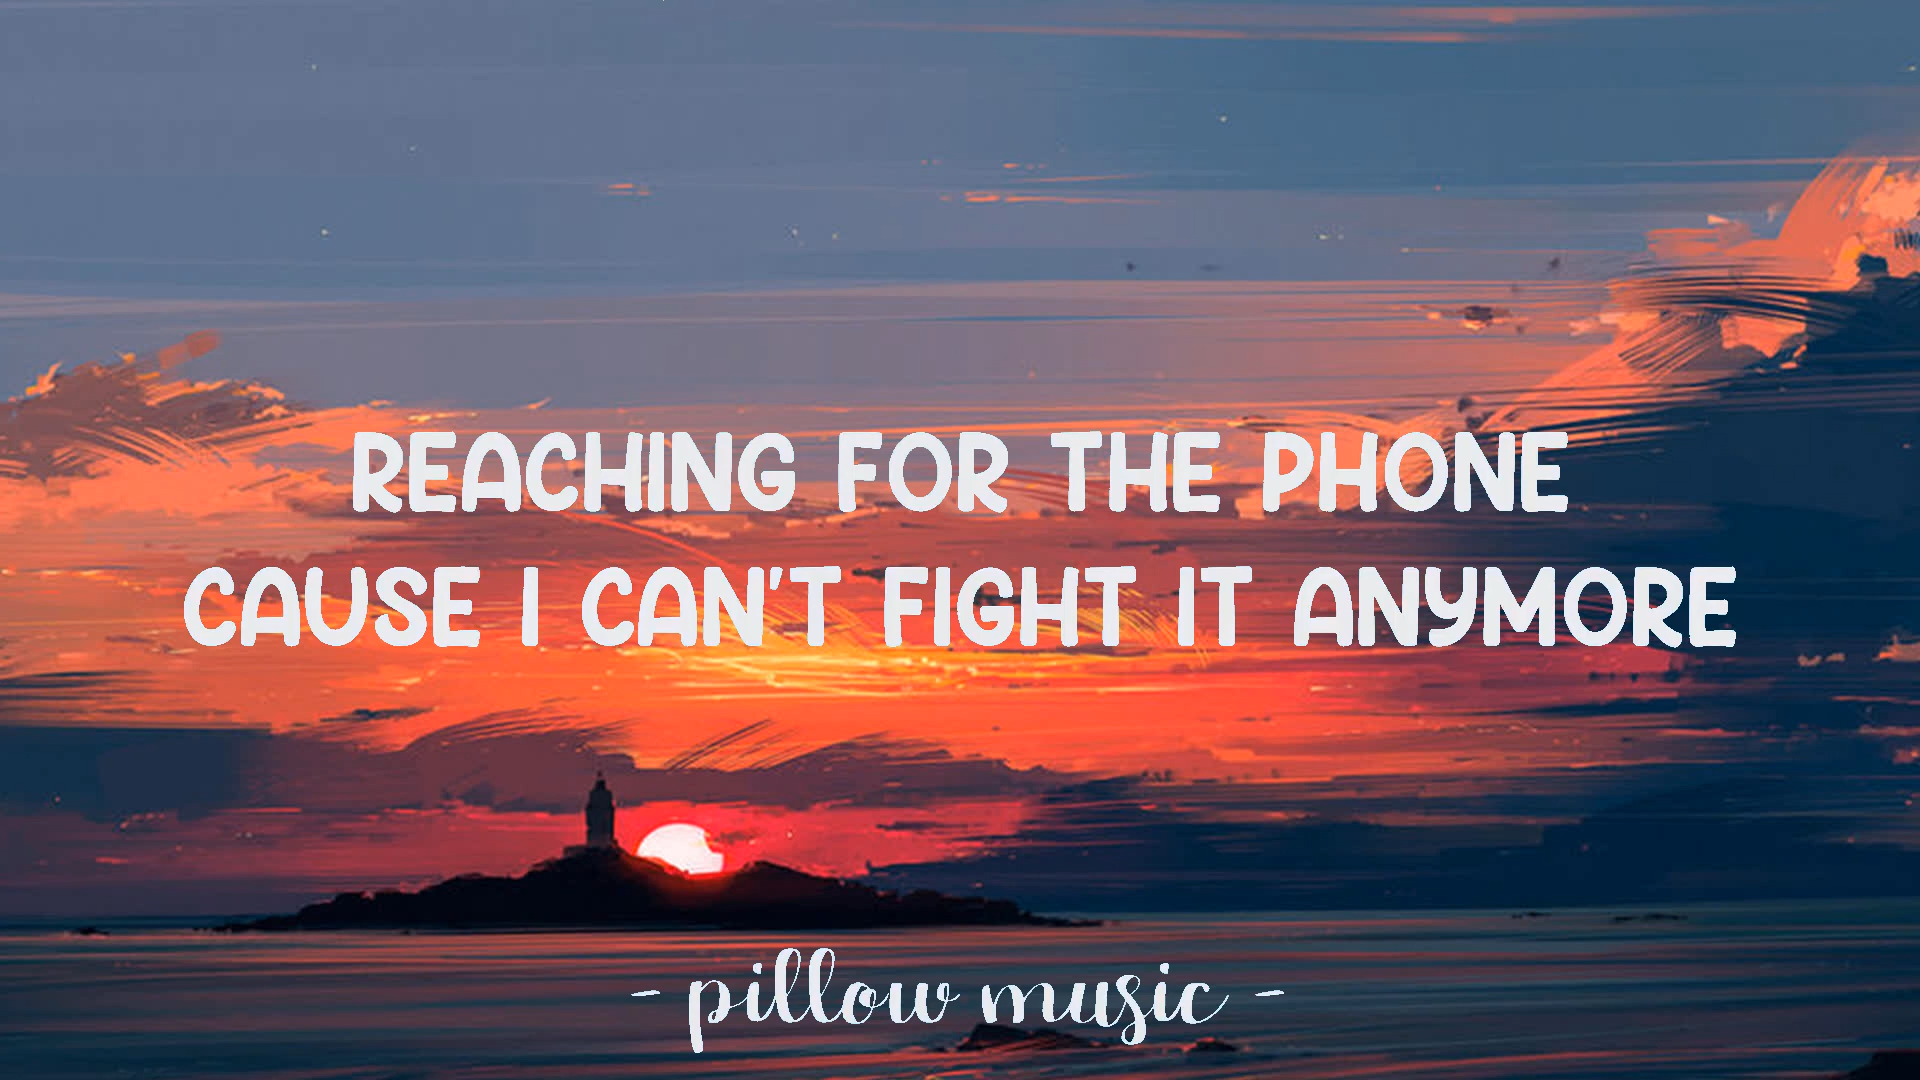 REACHING FOR THE PHONE
CAUSE I CAN'T FIGHT IT ANYMORE
- pillow music -